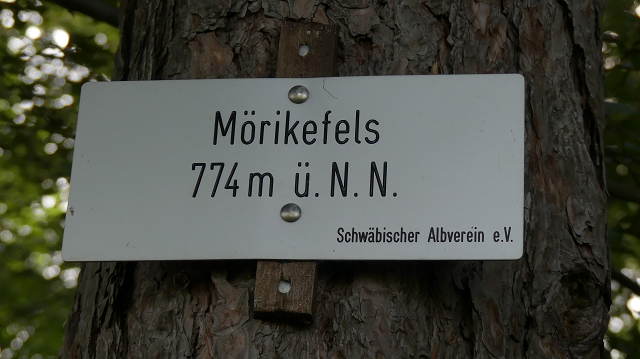 Mörikefels
774m ü.N.N.
Schwäbischer Albverein e.V.